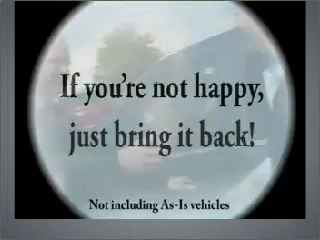 If you're not happy,
just bring it back!
Not including As-Is vehicles